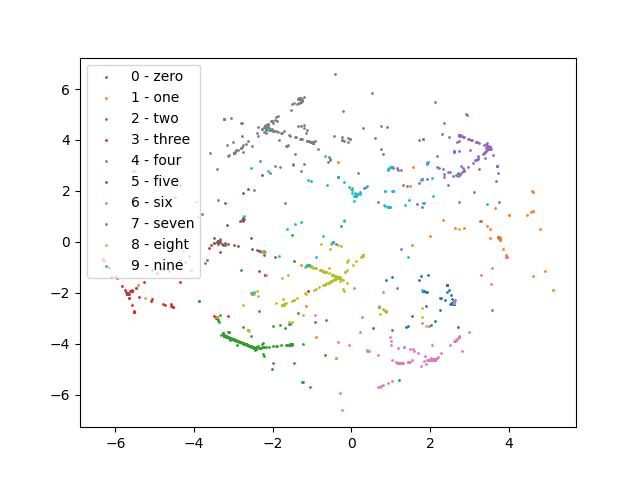 0 - zero
1 - one
2 - two
3 - three
4 - four
5 - five
6 - six
7 - seven
8 - eight
9 - nine
6
4
2
0
−2
−4
−6
−6 −4 −2 0 2 4